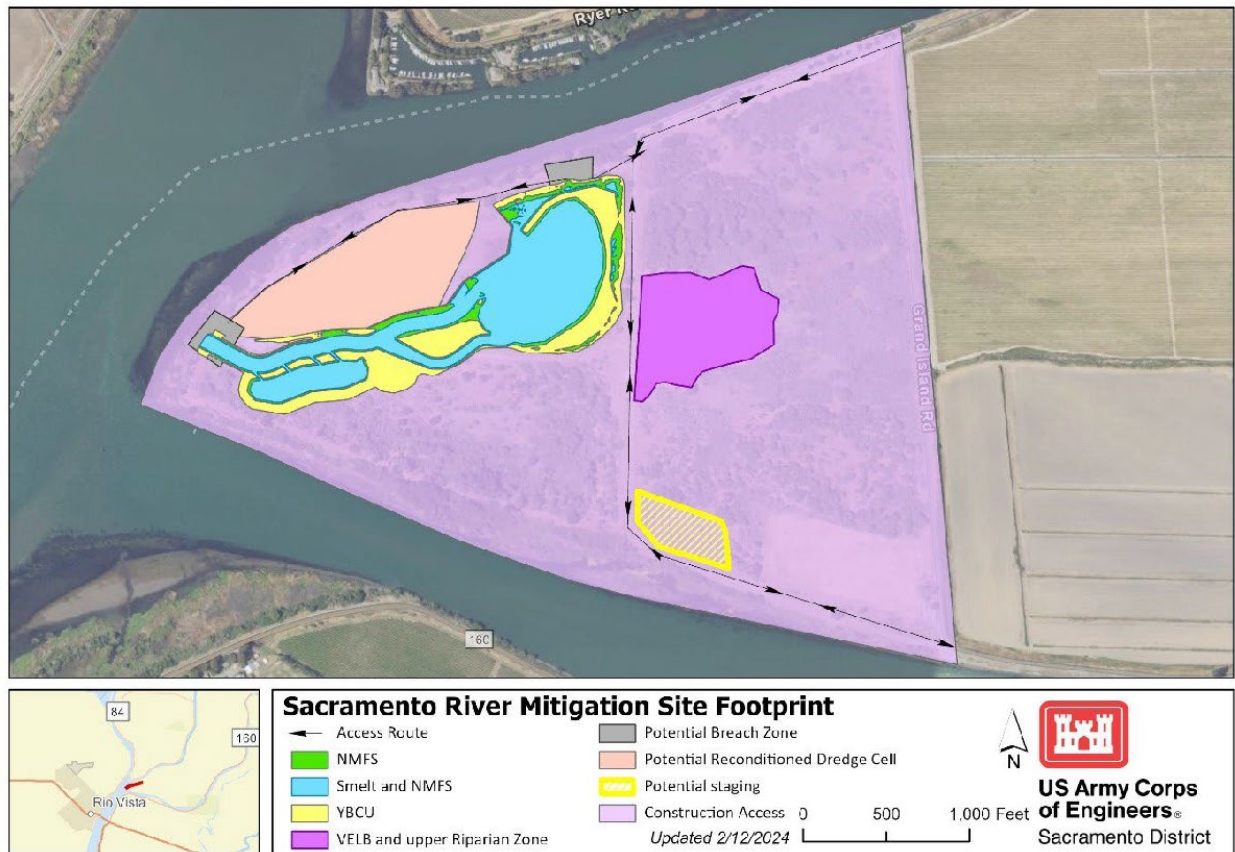 Ryer
Grand Island Rd
160
84
160
Rio Vista
Sacramento River Mitigation Site Footprint
Access Route
NMFS
Smelt and NMFS
YBCU
VELB and upper Riparian Zone
Potential Breach Zone
Potential Reconditioned Dredge Cell
Potential staging
Construction Access
Updated 2/12/2024
0 500 1,000 Feet
N
US Army Corps
of Engineers®
Sacramento District